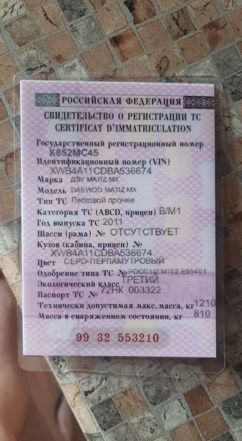 РОССИЙСКАЯ ФЕДЕРАЦИЯ
СВИДЕТЕЛЬСТВО О РЕГИСТРАЦИИ ТС
CERTIFICAT D'IMMATRICULATION
Государственный регистрационный номер
К852МС45
Идентификационный номер (VIN)
XWB4A11CDBA536674
Марка ДЭУ MATIZ MX
Модель DAEWOO MATIZ MX
Тип ТС Легковой прочее
Категория ТС (ABCD, прицеп) B/M1
Год выпуска ТС 2011
Шасси (рама) № ОТСУТСТВУЕТ
Кузов (кабина, прицеп) №
XWB4A11CDBA536674
Цвет СЕРО-ПЕРЛАМУТРОВЫЙ
Одобрение типа ТС №
Экологический класс ТРЕТИЙ
Паспорт ТС № 003322
Технически допустимая макс. масса, кг 1210
Масса в снаряженном состоянии, кг 810
99 32 553210